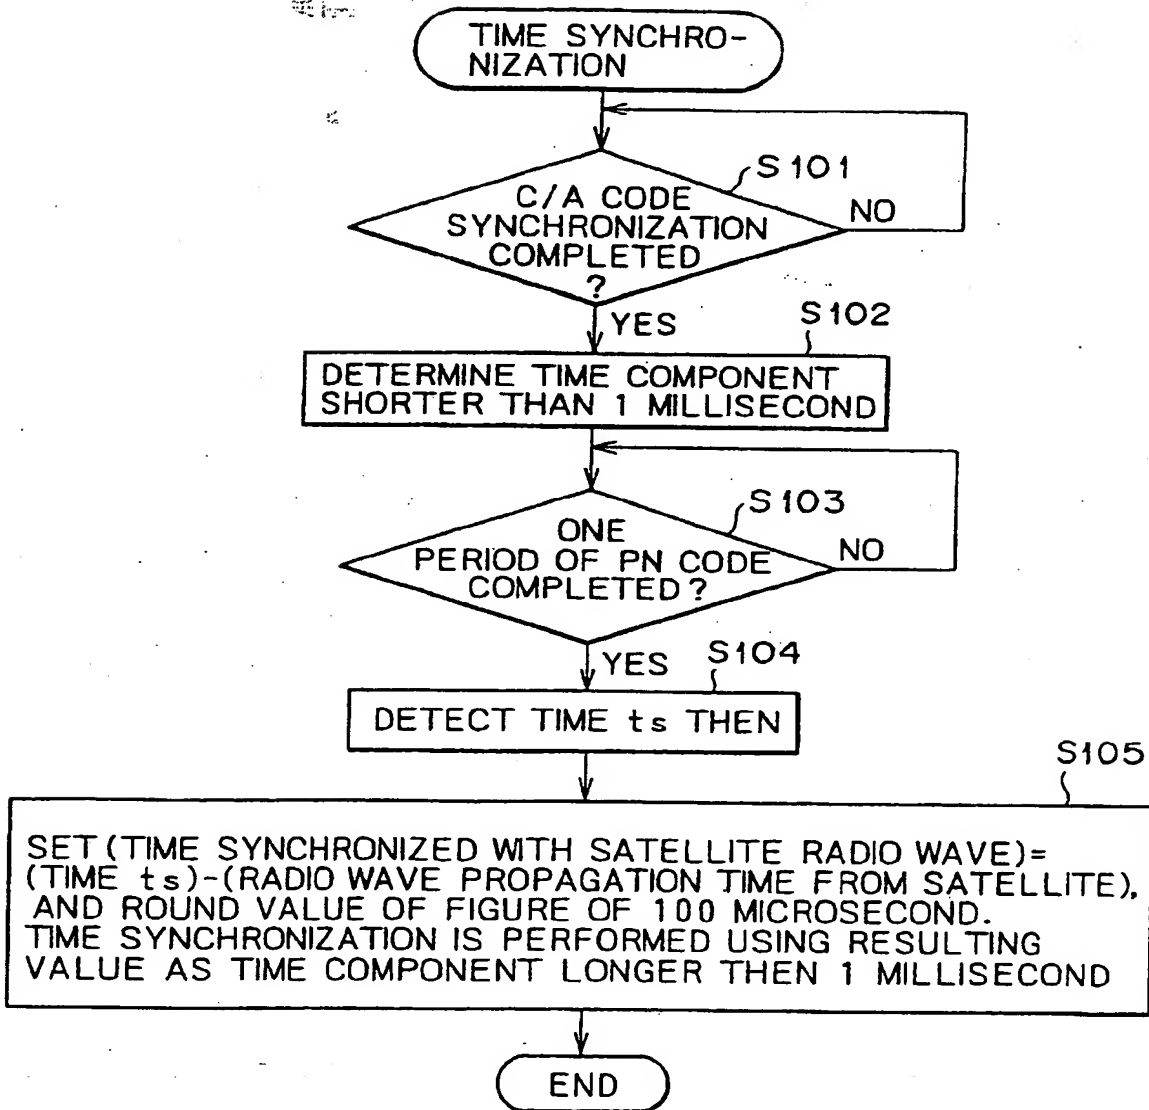 TIME SYNCHRO-
NIZATION
S101
C/A CODE
SYNCHRONIZATION
COMPLETED
?
NO
YES
S102
DETERMINE TIME COMPONENT
SHORTER THAN 1 MILLISECOND
S103
ONE
PERIOD OF PN CODE
COMPLETED?
NO
YES
S104
DETECT TIME ts THEN
S105
SET (TIME SYNCHRONIZED WITH SATELLITE RADIO WAVE)=
(TIME ts)-(RADIO WAVE PROPAGATION TIME FROM SATELLITE),
AND ROUND VALUE OF FIGURE OF 100 MICROSECOND.
TIME SYNCHRONIZATION IS PERFORMED USING RESULTING
VALUE AS TIME COMPONENT LONGER THEN 1 MILLISECOND
END